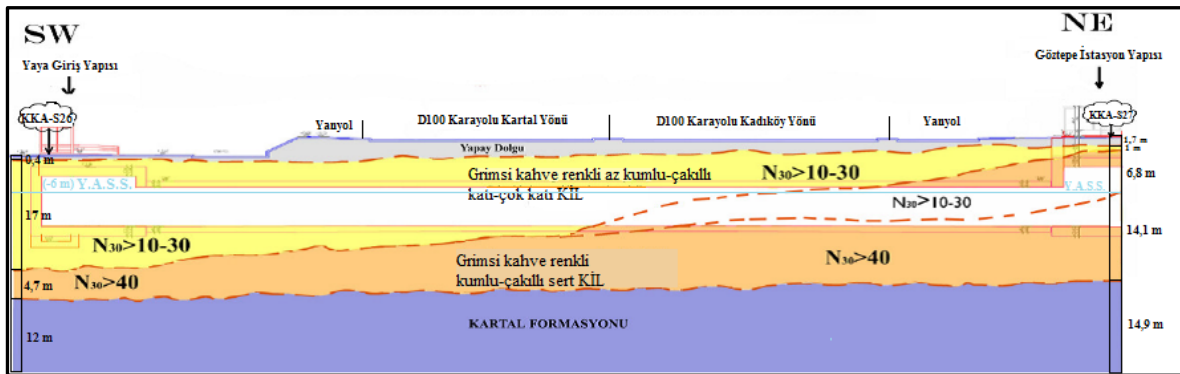 SW
NE
Yaya Giriş Yapısı
Göztepe İstasyon Yapısı
KKA-S26
KKA-S27
Yanyol
D100 Karayolu Kartal Yönü
D100 Karayolu Kadıköy Yönü
Yanyol
Yapay Dolgu
1,7 m
1 m
0,4 m
Grimsi kahve renkli az kumlu-çakıllı
katı-çok katı KİL
N30>10-30
6,8 m
(-6 m) Y.A.S.S.
Y.A.S.S.
N30>10-30
17 m
14,1 m
N30>10-30
Grimsi kahve renkli
kumlu-çakıllı sert KİL
N30>40
N30>40
4,7 m
KARTAL FORMASYONU
12 m
14,9 m